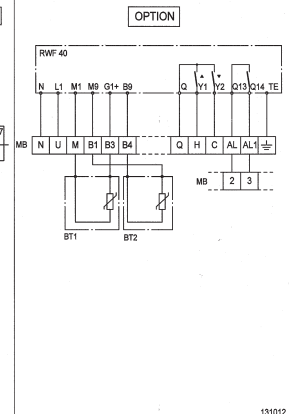 OPTION
RWF 40
N L1 M1 M9 G1+ B9 Q Y1 Y2 Q13 Q14 TE
MB N U M B1 B3 B4 Q H C AL AL1
MB 2 3
BT1 BT2
131012